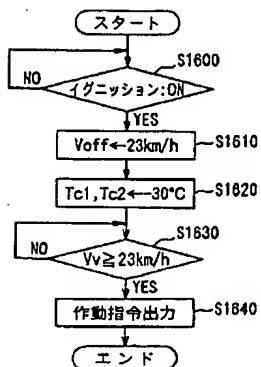 スタート
S1600
イグニッション:ON
NO
YES
Voff←23km/h
S1610
Tc1,Tc2←-30°C
S1620
S1630
Vv≧23km/h
NO
YES
作動指令出力
S1640
エンド